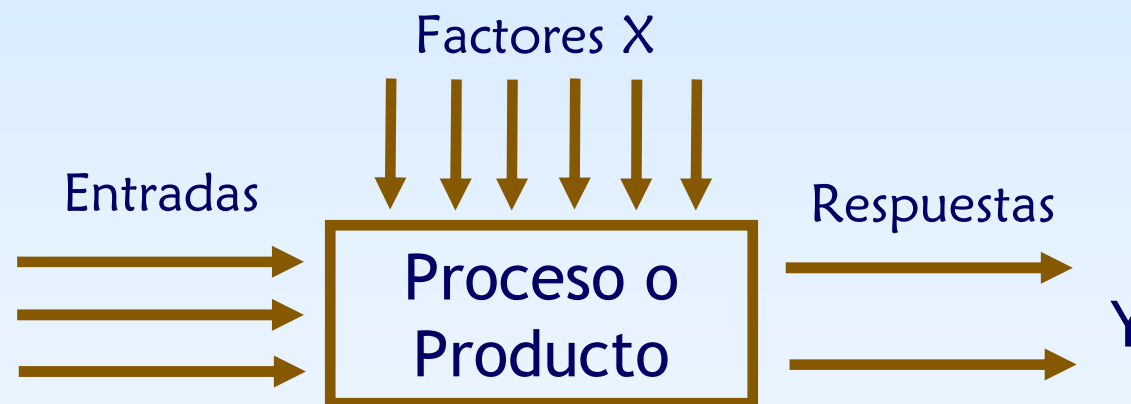 Factores X
Entradas
Respuestas
Proceso o
Producto
Y